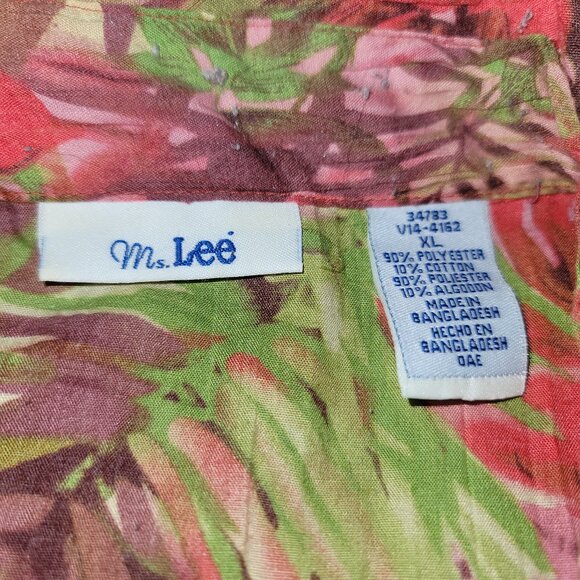 Ms. Leé
34783
V14-4162
XL
90% POLYESTER
10% COTTON
90% POLIESTER
10% ALGODON
MADE IN
BANGLADESH
HECHO EN
BANGLADESH
OAE